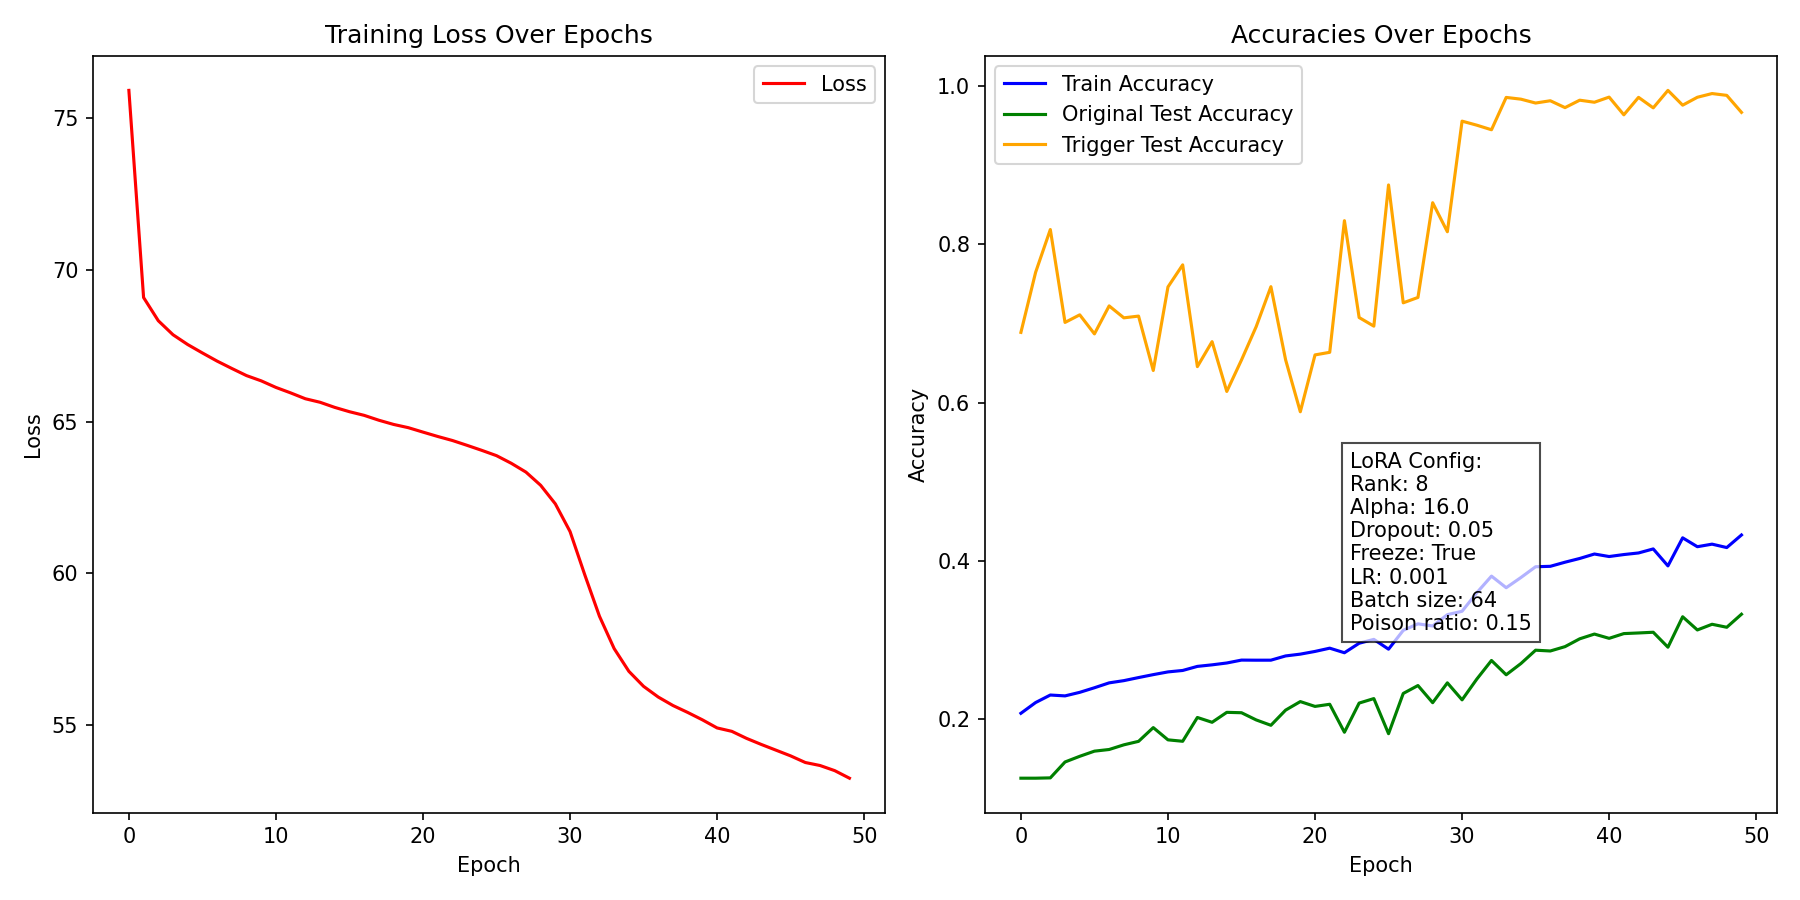 Training Loss Over Epochs
Loss
75
70
65
60
55
Loss
0
10
20
30
40
50
Epoch
Accuracies Over Epochs
Train Accuracy
Original Test Accuracy
Trigger Test Accuracy
1.0
0.8
0.6
0.4
0.2
Accuracy
LoRA Config:
Rank: 8
Alpha: 16.0
Dropout: 0.05
Freeze: True
LR: 0.001
Batch size: 64
Poison ratio: 0.15
0
10
20
30
40
50
Epoch